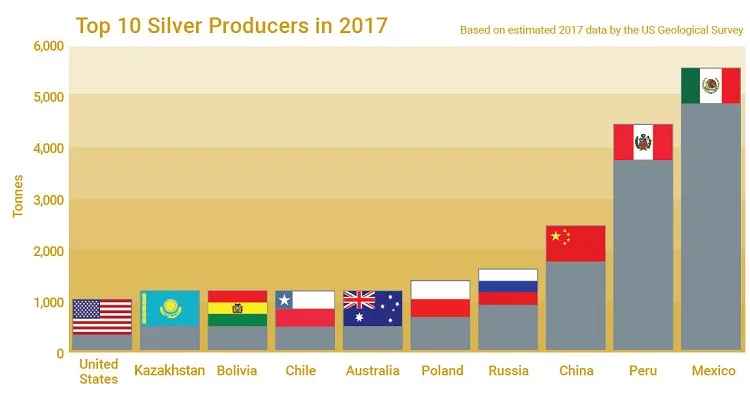 Top 10 Silver Producers in 2017
Based on estimated 2017 data by the US Geological Survey
Tonnes
6,000
5,000
4,000
3,000
2,000
1,000
0
United States
Kazakhstan
Bolivia
Chile
Australia
Poland
Russia
China
Peru
Mexico